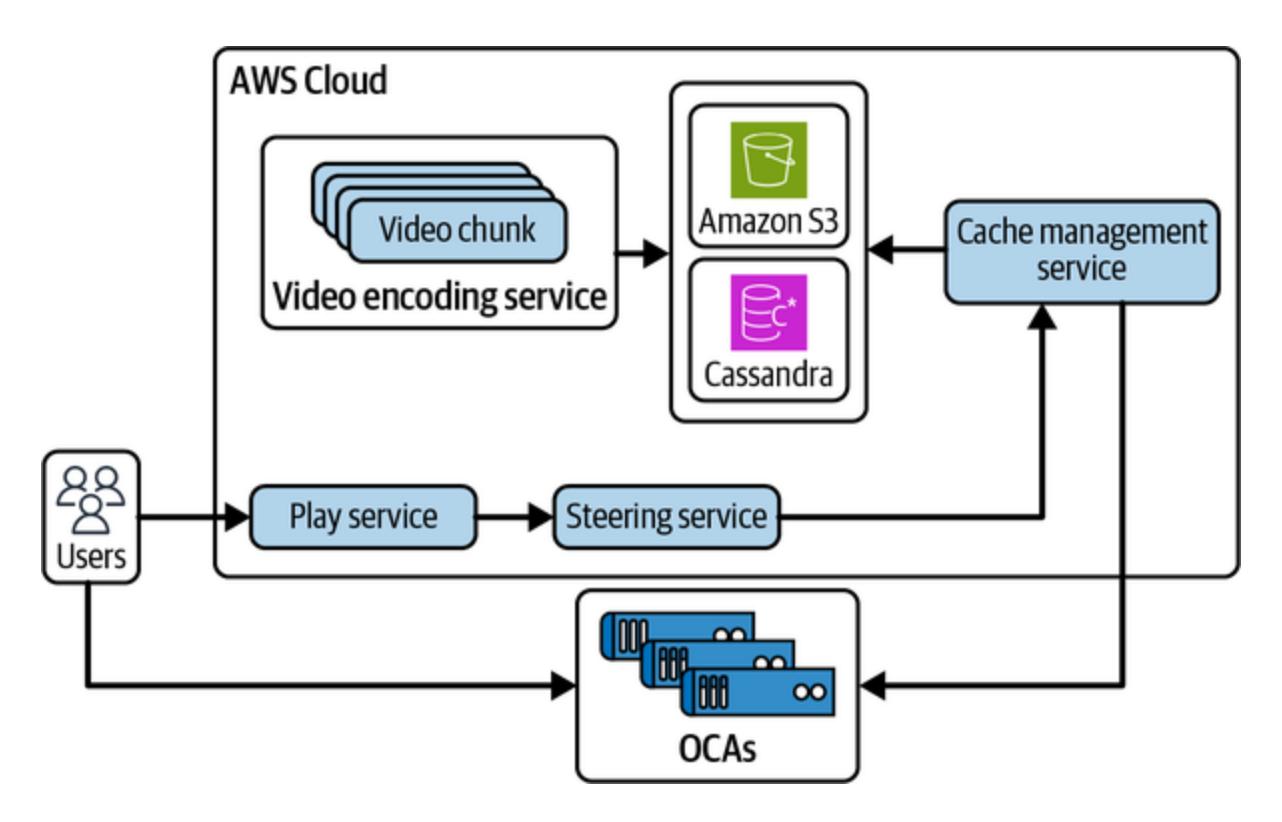 AWS Cloud
Video chunk
Video encoding service
Amazon S3
C*
Cassandra
Cache management
service
Users
Play service
Steering service
OCAs